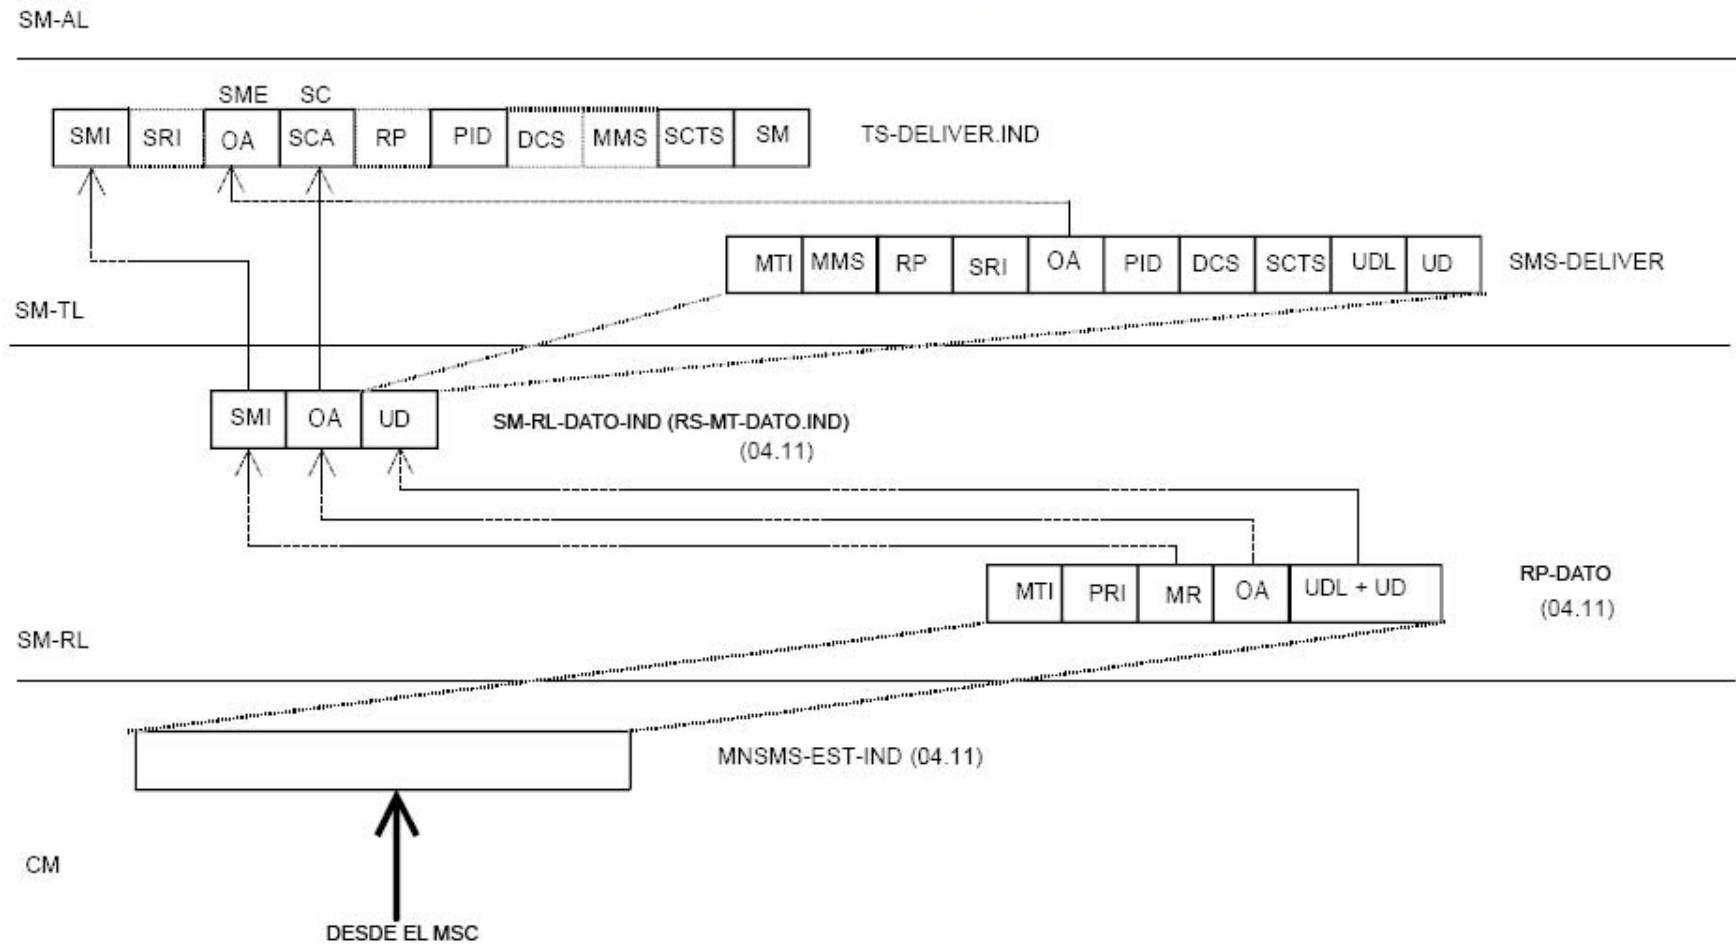 SM-AL
SME SC
SMI SRI OA SCA RP PID DCS MMS SCTS SM TS-DELIVER.IND
MTI MMS RP SRI OA PID DCS SCTS UDL UD SMS-DELIVER
SM-TL
SMI OA UD SM-RL-DATO-IND (RS-MT-DATO.IND)
(04.11)
MTI PRI MR OA UDL + UD RP-DATO
(04.11)
SM-RL
MNSMS-EST-IND (04.11)
CM
DESDE EL MSC